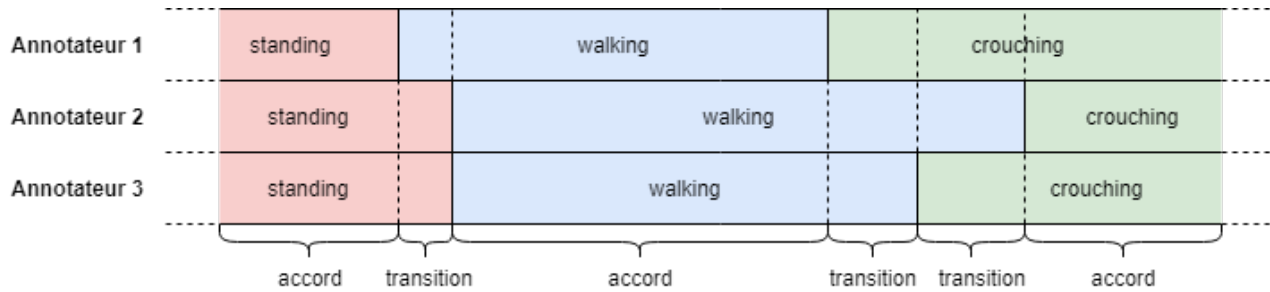 Annotateur 1 standing walking crouching
Annotateur 2 standing walking crouching
Annotateur 3 standing walking crouching
accord transition accord transition transition accord